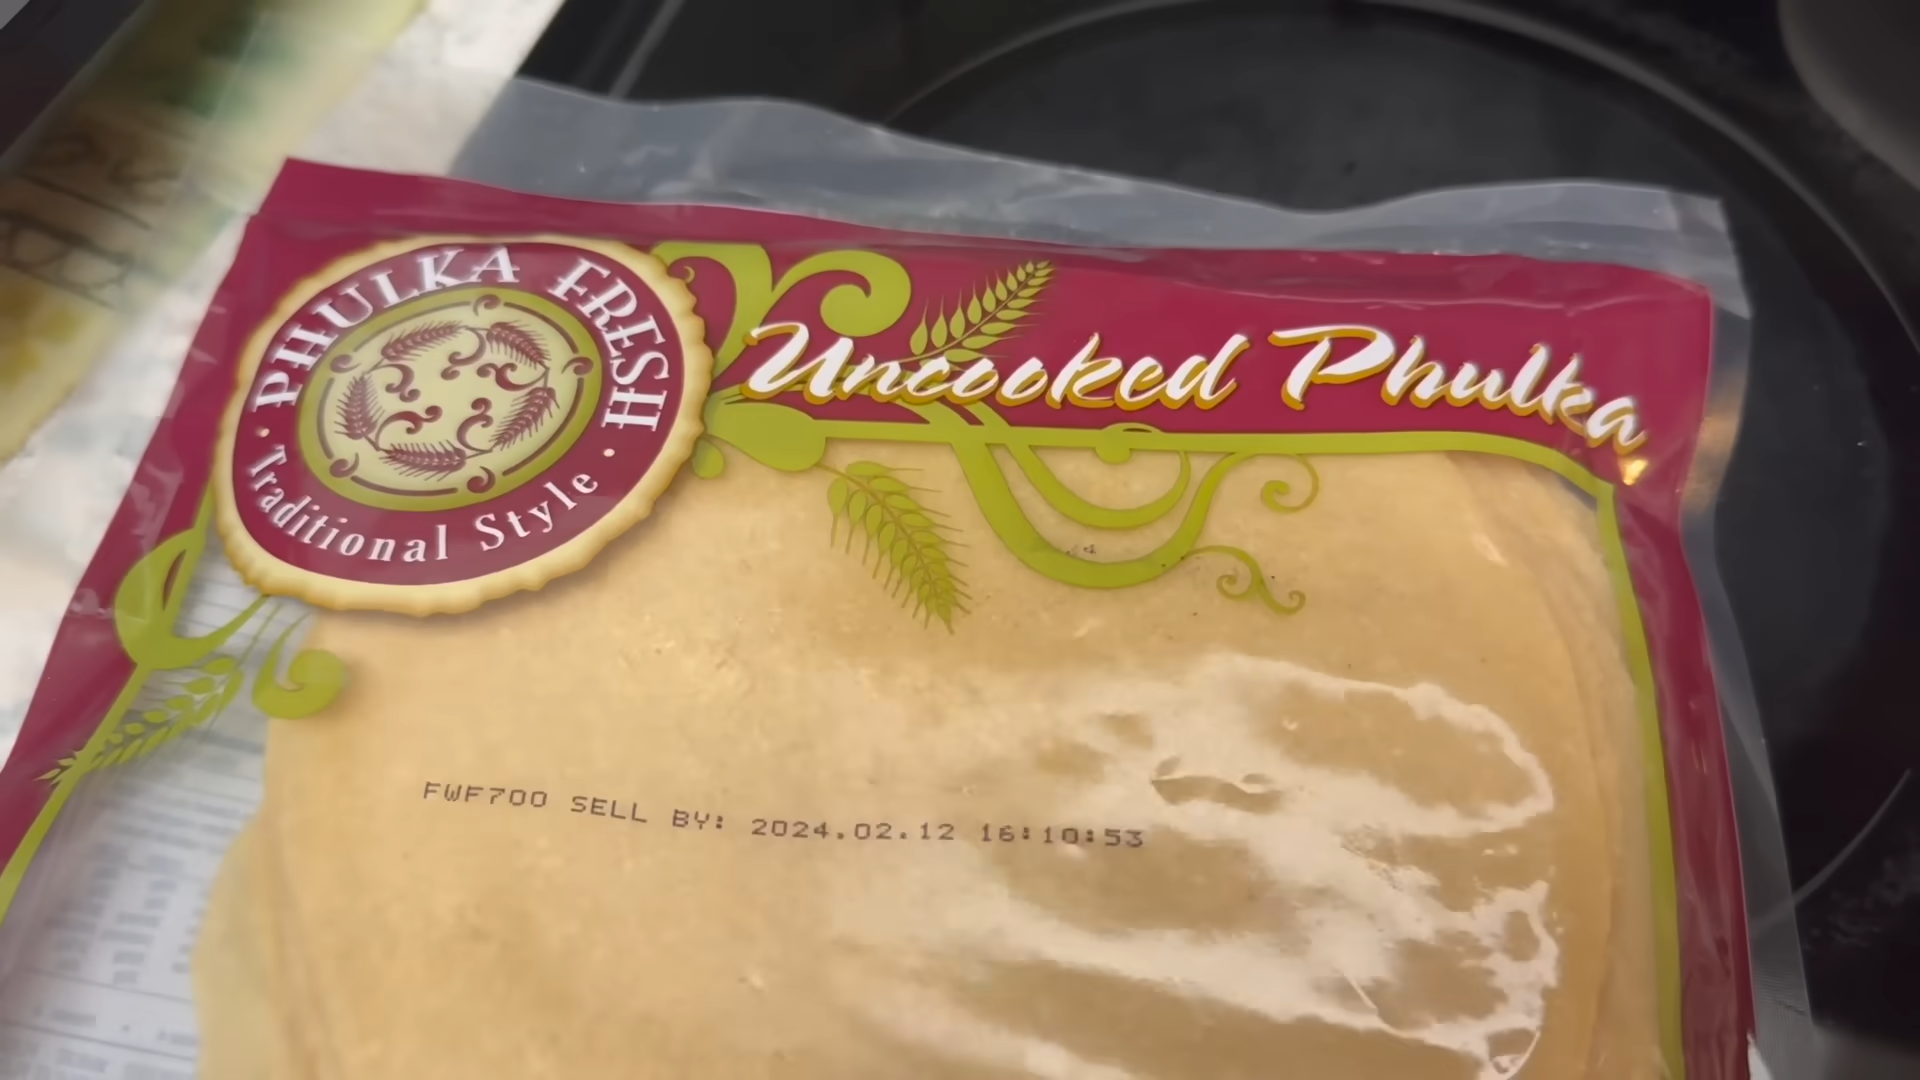 PHULKA FRESH
Traditional Style
Uncooked Phulka
FWF700 SELL BY: 2024.02.12 16:10:53